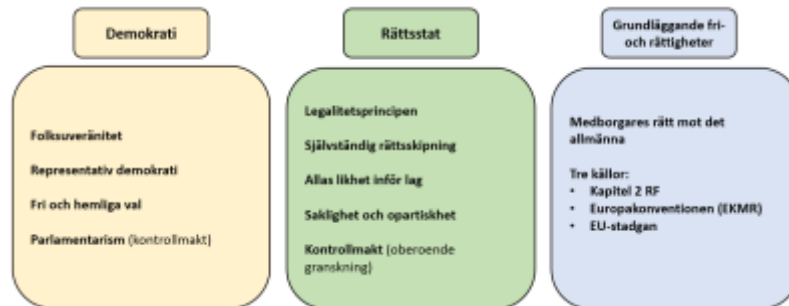 Demokrati
Folksuveränitet
Representativ demokrati
Fri och hemliga val
Parlamentarism (kontrollmakt)
Rättsstat
Legalitetsprincipen
Självständig rättsskipning
Allas likhet inför lag
Saklighet och opartiskhet
Kontrollmakt (oberoende
granskning)
Grundläggande fri-
och rättigheter
Medborgares rätt mot det
allmänna
Tre källor:
• Kapitel 2 RF
• Europakonventionen (EKMR)
• EU-stadgan